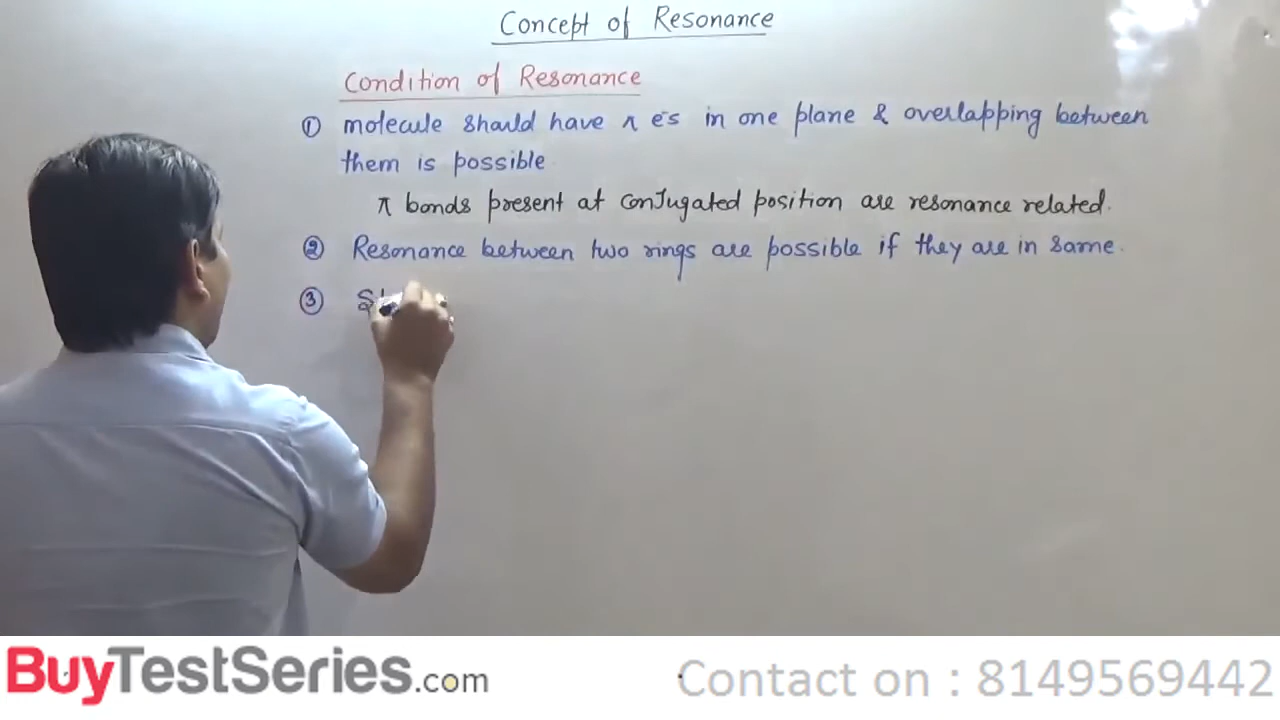 Concept of Resonance
Condition of Resonance
① molecule should have π e⁻s in one plane & overlapping between
them is possible
π bonds present at conjugated position are resonance related.
② Resonance between two rings are possible if they are in same.
③
BuyTestSeries.com
Contact on : 8149569442